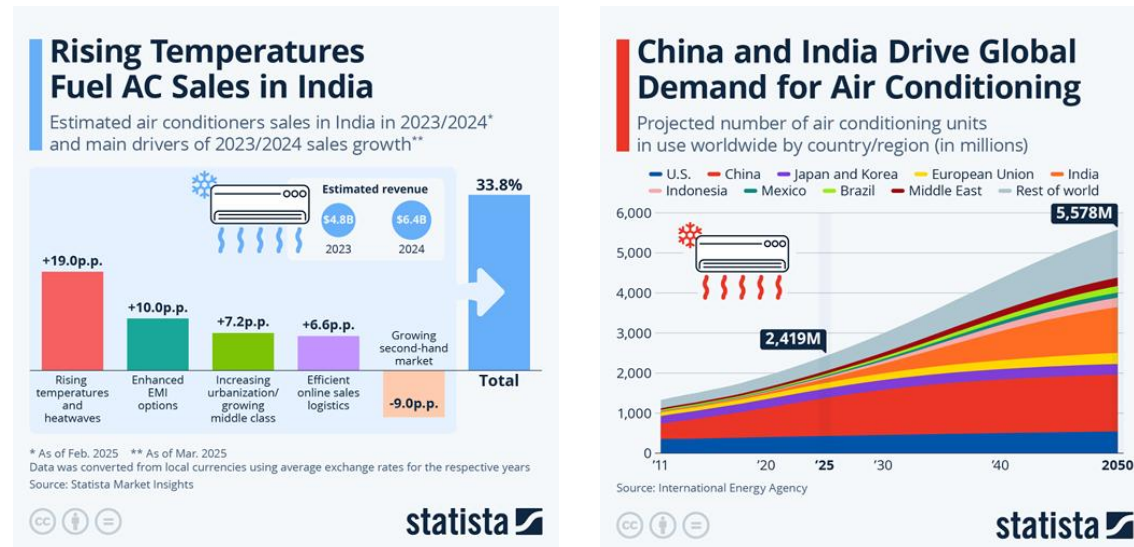 Rising Temperatures
Fuel AC Sales in India
Estimated air conditioners sales in India in 2023/2024*
and main drivers of 2023/2024 sales growth**
Estimated revenue
$4.8B
$6.4B
2023
2024
+19.0p.p.
+10.0p.p.
+7.2p.p.
+6.6p.p.
-9.0p.p.
33.8%
Rising
temperatures
and
heatwaves
Enhanced
EMI
options
Increasing
urbanization/
growing
middle class
Efficient
online sales
logistics
Growing
second-hand
market
Total
* As of Feb. 2025 ** As of Mar. 2025
Data was converted from local currencies using average exchange rates for the respective years
Source: Statista Market Insights
cc
statista
China and India Drive Global
Demand for Air Conditioning
Projected number of air conditioning units
in use worldwide by country/region (in millions)
U.S. China Japan and Korea European Union India
Indonesia Mexico Brazil Middle East Rest of world
6,000
5,000
4,000
3,000
2,000
1,000
0
5,578M
2,419M
'11 '20 '25 '30 '40 2050
Source: International Energy Agency
cc
statista